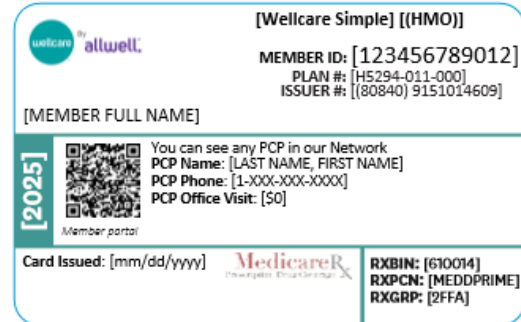 wellcare By allwell.
[Wellcare Simple] [(HMO)]
MEMBER ID: [123456789012]
PLAN #: [H5294-011-000]
ISSUER #: [(80840) 9151014609]
[MEMBER FULL NAME]
[2025]
You can see any PCP in our Network
PCP Name: [LAST NAME, FIRST NAME]
PCP Phone: [1-XXX-XXX-XXXX]
PCP Office Visit: [$0]
Member portal
Card Issued: [mm/dd/yyyy]
MedicareRx
Prescription Drug Coverage
RXBIN: [610014]
RXPCN: [MEDDPRIME]
RXGRP: [2FFA]